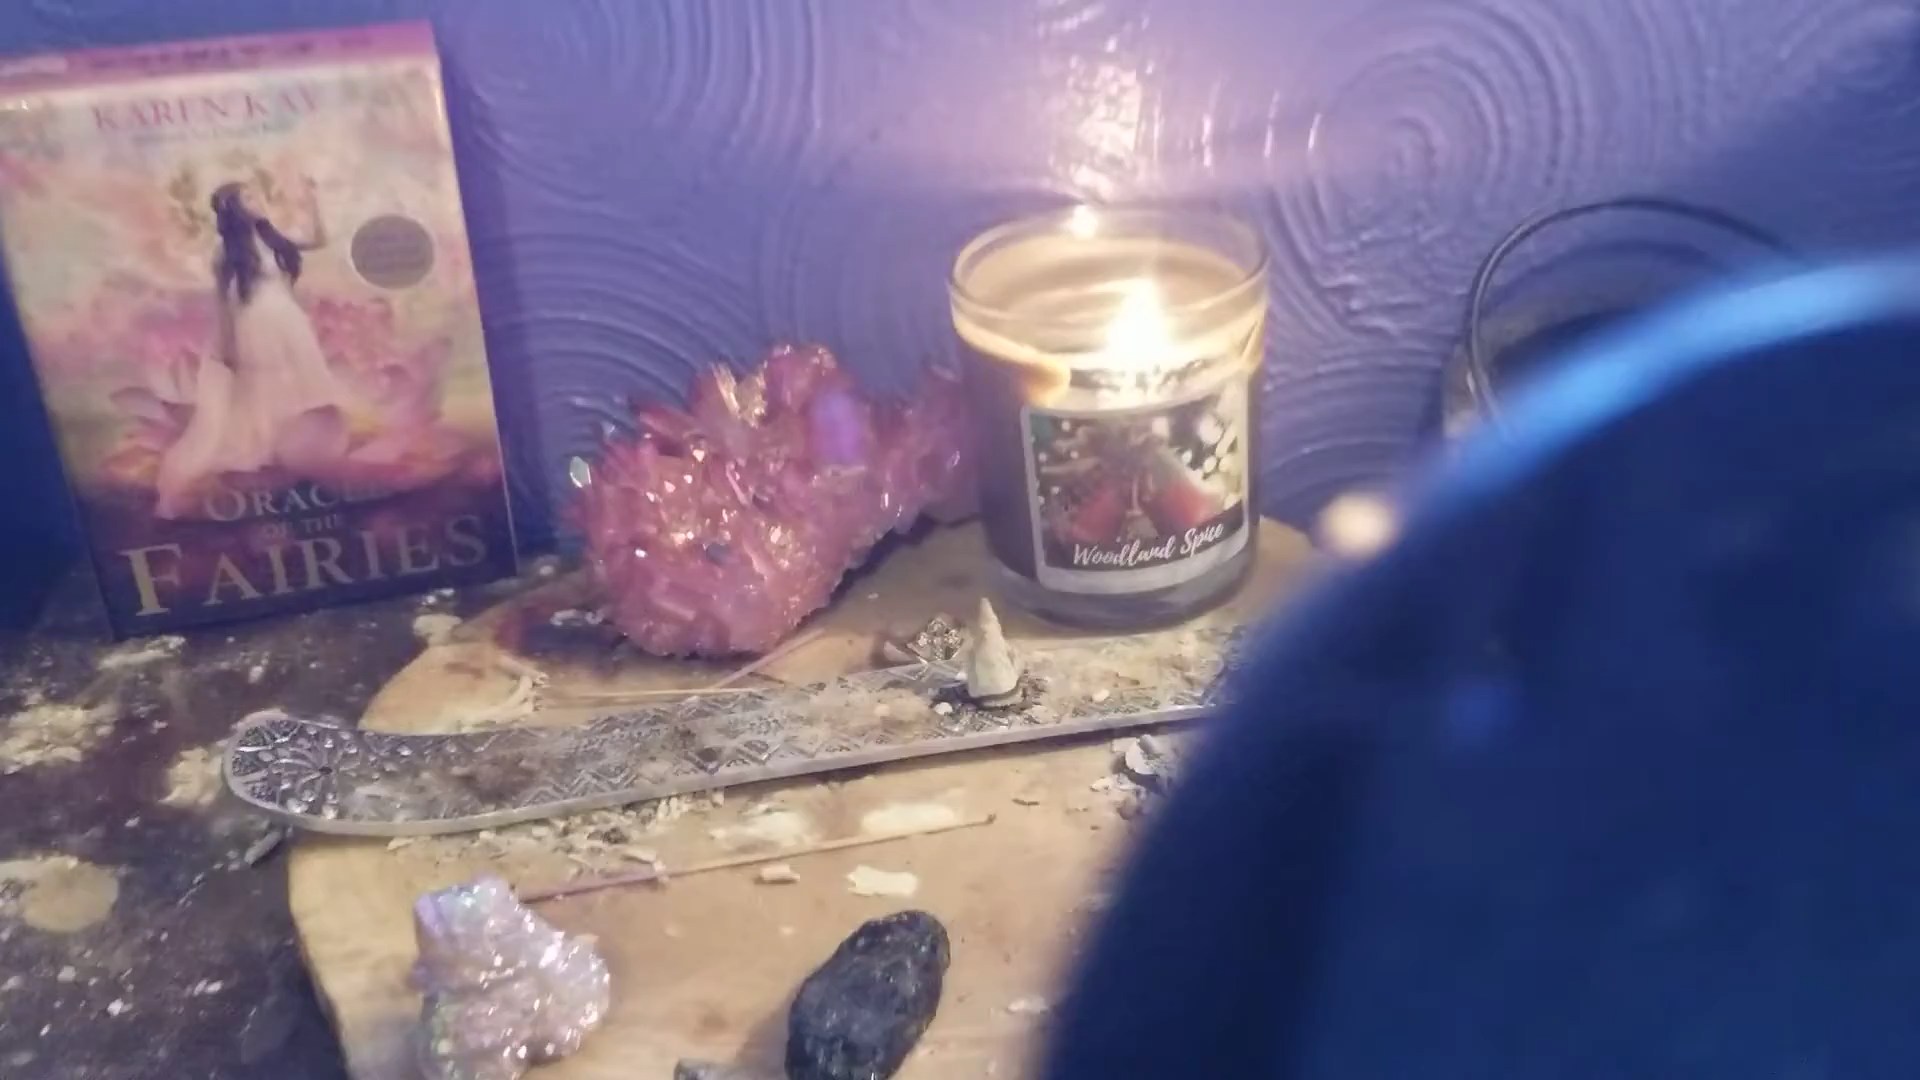 KAREN KAY
ORACLE
OF THE
FAIRIES
Woodland Spice